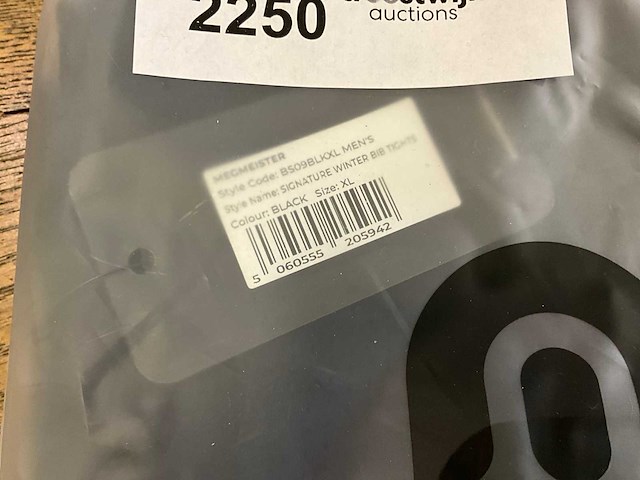 2250
auctions
MEGMEISTER
Style Code: BS09BLKXL MEN'S
Style Name: SIGNATURE WINTER BIB TIGHTS
Colour: BLACK Size: XL
5 060555 205942